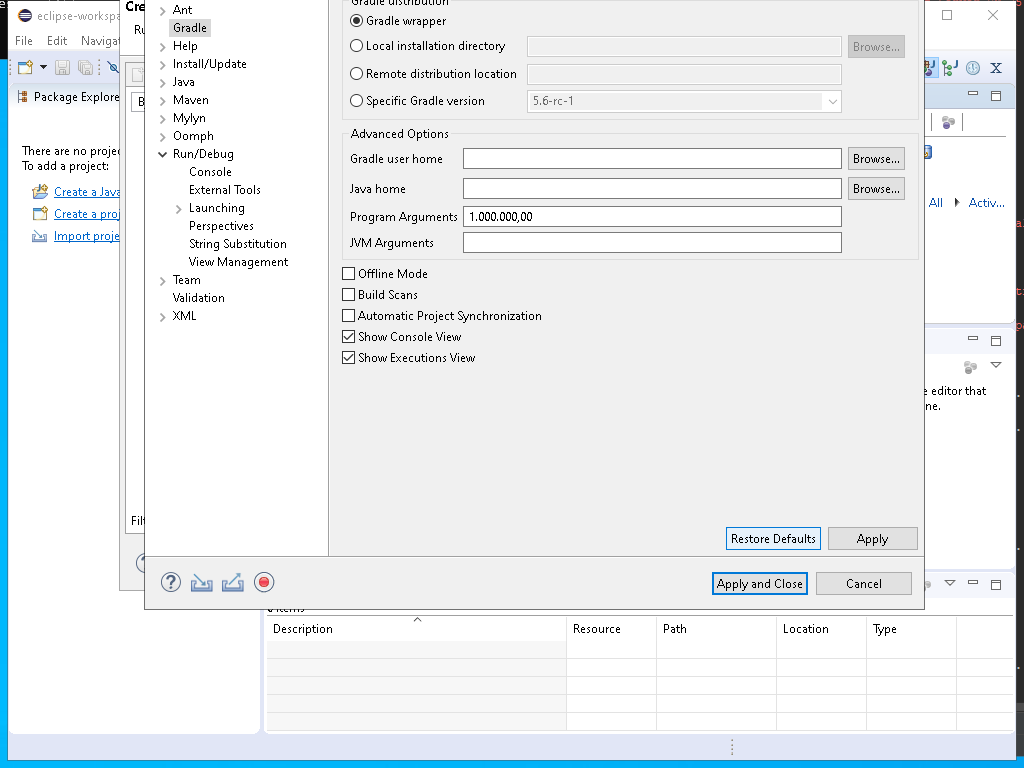 eclipse-workspa
Cre
File Edit Navigat
Ru
Package Explore
B
There are no projec
To add a project:
Create a Java
Create a proj
Import proje
Filt
Ant
Gradle
Help
Install/Update
Java
Maven
Mylyn
Oomph
Run/Debug
Console
External Tools
Launching
Perspectives
String Substitution
View Management
Team
Validation
XML
Gradle distribution
Gradle wrapper
Local installation directory
Browse...
Remote distribution location
Specific Gradle version
5.6-rc-1
Advanced Options
Gradle user home
Browse...
Java home
Browse...
Program Arguments
1.000.000,00
JVM Arguments
Offline Mode
Build Scans
Automatic Project Synchronization
Show Console View
Show Executions View
Restore Defaults
Apply
Apply and Close
Cancel
All
Activ...
e editor that
ne.
items
Description
Resource
Path
Location
Type